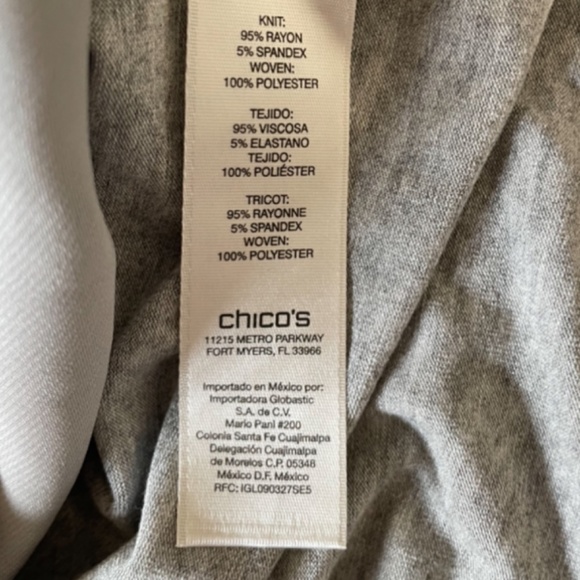 KNIT:
95% RAYON
5% SPANDEX
WOVEN:
100% POLYESTER
TEJIDO:
95% VISCOSA
5% ELASTANO
TEJIDO:
100% POLIÉSTER
TRICOT:
95% RAYONNE
5% SPANDEX
WOVEN:
100% POLYESTER
chico's
11215 METRO PARKWAY
FORT MYERS, FL 33966
Importado en México por:
Importadora Globastic
S.A. de C.V.
Mario Pani #200
Colonia Santa Fe Cuajimalpa
Delegación Cuajimalpa
de Morelos C.P. 05348
México D.F. México
RFC: IGL090327SE5